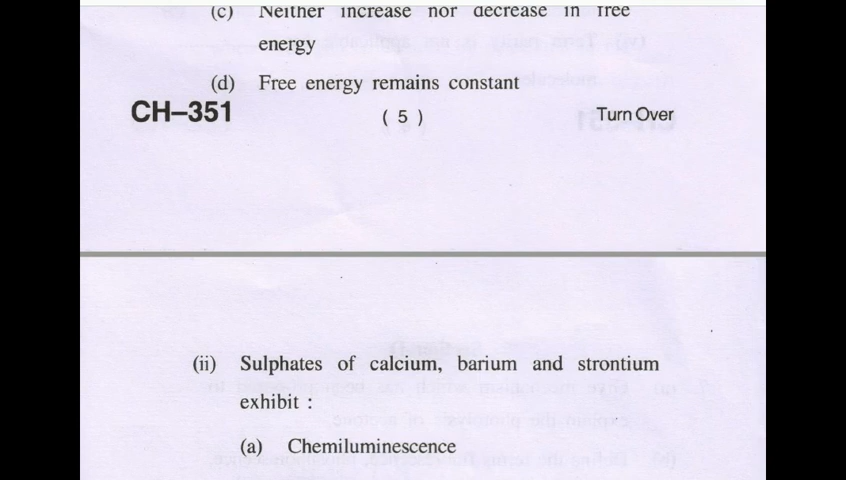 (c) Neither increase nor decrease in free
energy
(d) Free energy remains constant
CH–351 ( 5 ) Turn Over
(ii) Sulphates of calcium, barium and strontium
exhibit :
(a) Chemiluminescence